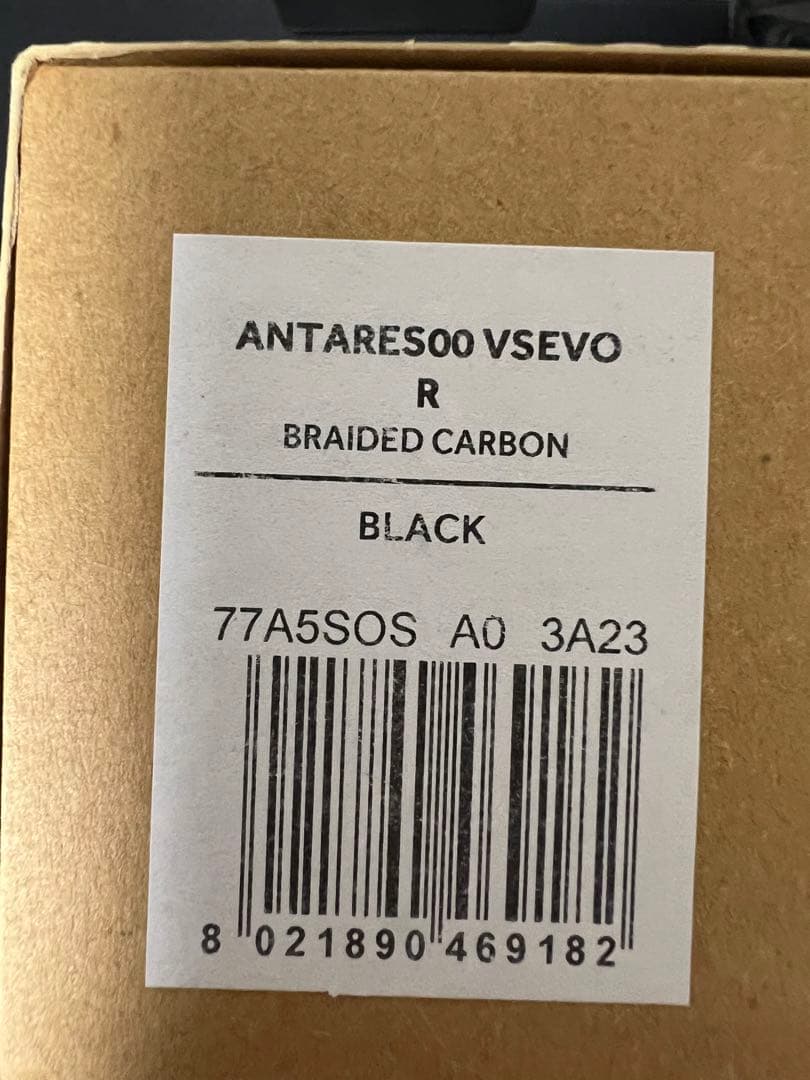 ANTARES00 VSEVO
R
BRAIDED CARBON
BLACK
77A5SOS A0 3A23
8 021890 469182